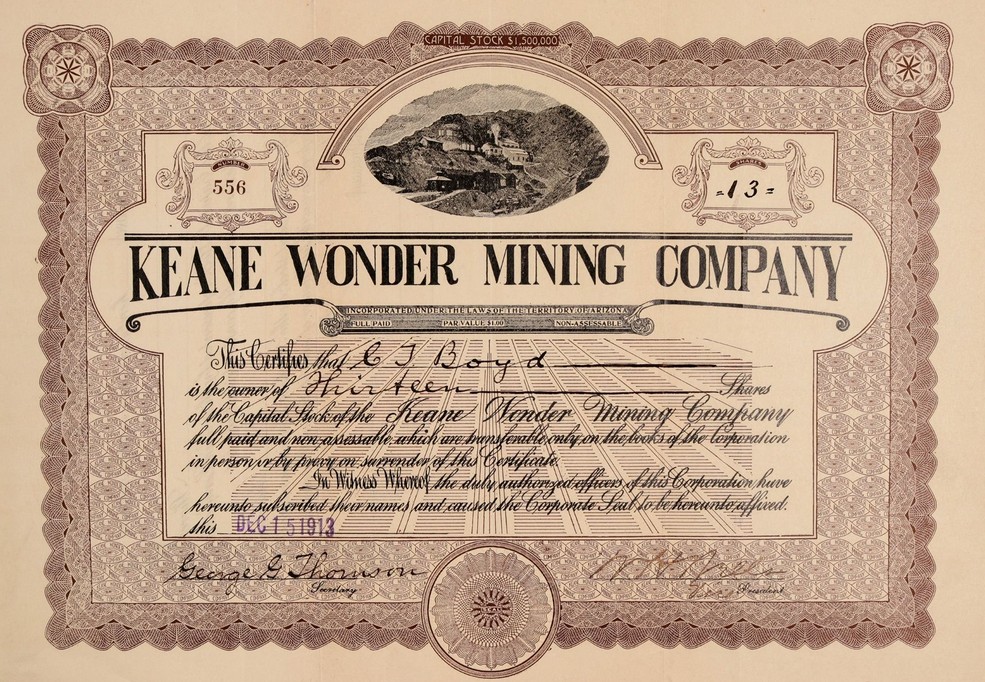 CAPITAL STOCK $1,500,000
NUMBER
556
SHARES
=13=
KEANE WONDER MINING COMPANY
INCORPORATED UNDER THE LAWS OF THE TERRITORY OF ARIZONA
FULL PAID PAR VALUE $1.00 NON-ASSESSABLE
This Certifies that C J Boyd
is the owner of Thirteen Shares
of the Capital Stock of the Keane Wonder Mining Company
full paid and non-assessable, which are transferable only on the books of the Corporation
in person or by proxy on surrender of this Certificate.
In Witness Whereof the duly authorized officers of this Corporation have
hereunto subscribed their names and caused the Corporate Seal to be hereunto affixed.
this DEC 15 1913
George G Thomson
Secretary
President
SEAL